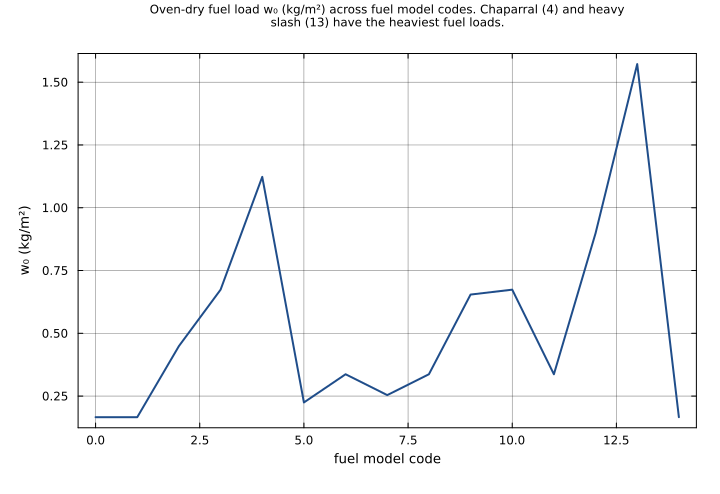 Oven-dry fuel load w₀ (kg/m²) across fuel model codes. Chaparral (4) and heavy
slash (13) have the heaviest fuel loads.
1.50
1.25
1.00
0.75
0.50
0.25
w₀ (kg/m²)
0.0 2.5 5.0 7.5 10.0 12.5
fuel model code